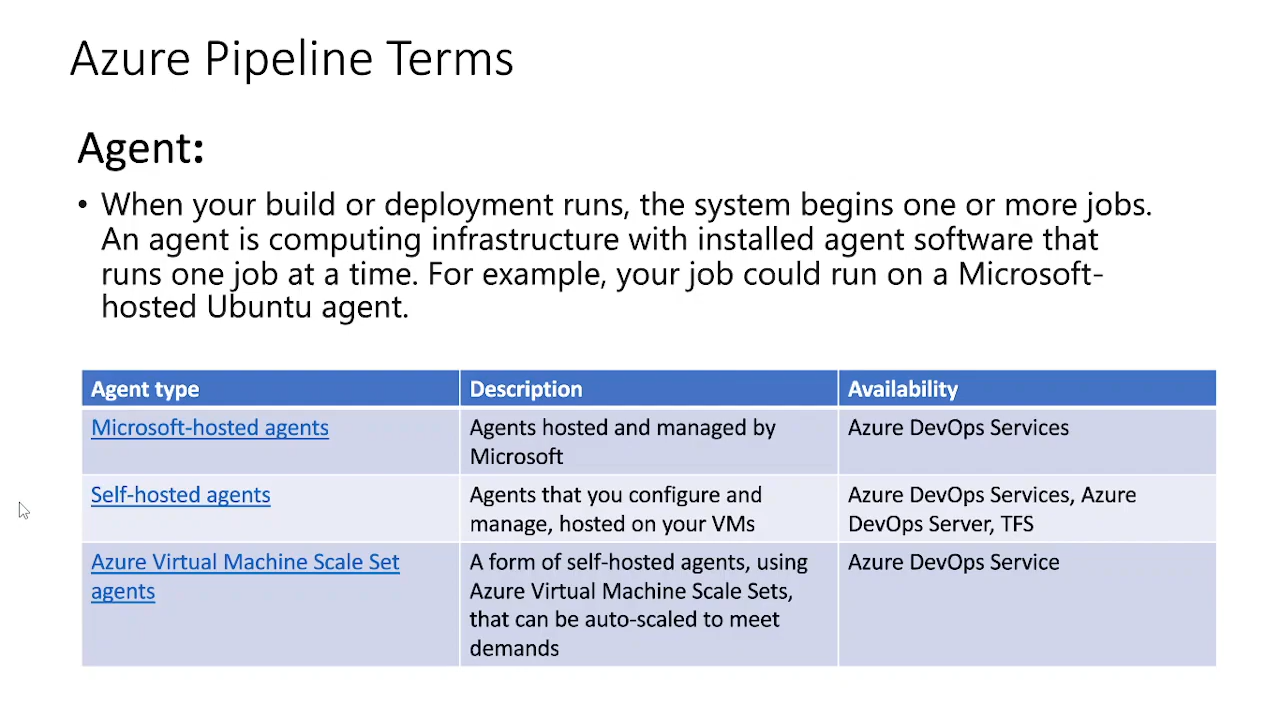 Azure Pipeline Terms
Agent:
• When your build or deployment runs, the system begins one or more jobs.
An agent is computing infrastructure with installed agent software that
runs one job at a time. For example, your job could run on a Microsoft-
hosted Ubuntu agent.
Agent type
Description
Availability
Microsoft-hosted agents
Agents hosted and managed by
Microsoft
Azure DevOps Services
Self-hosted agents
Agents that you configure and
manage, hosted on your VMs
Azure DevOps Services, Azure
DevOps Server, TFS
Azure Virtual Machine Scale Set
agents
A form of self-hosted agents, using
Azure Virtual Machine Scale Sets,
that can be auto-scaled to meet
demands
Azure DevOps Service